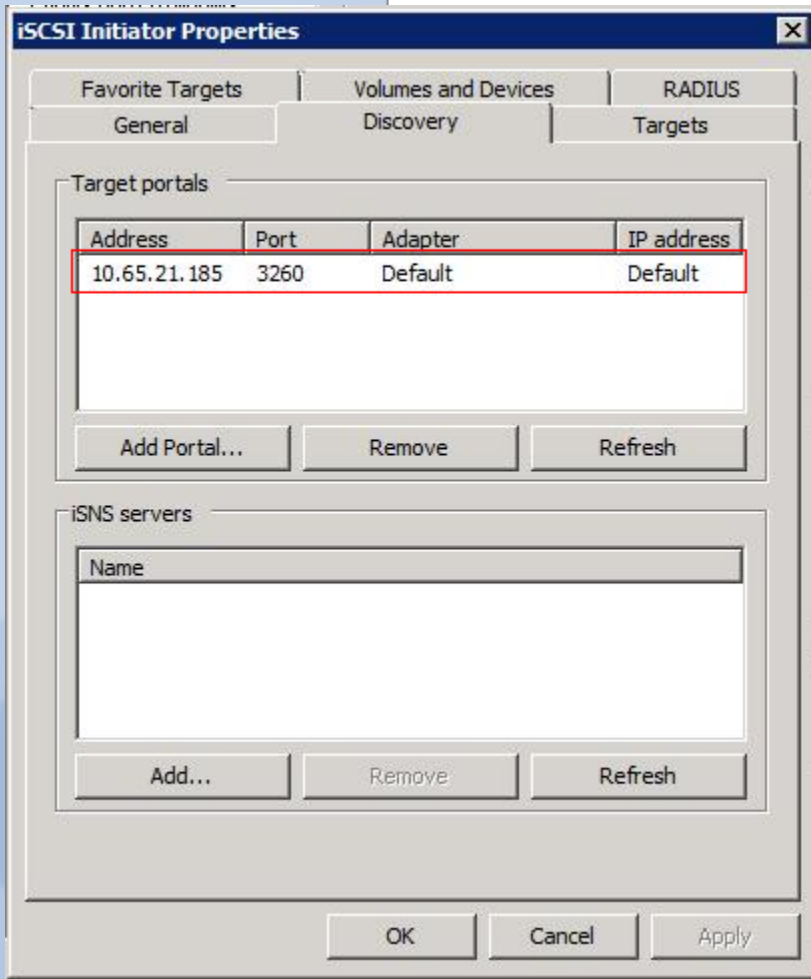 iSCSI Initiator Properties
Favorite Targets Volumes and Devices RADIUS
General Discovery Targets
Target portals
Address Port Adapter IP address
10.65.21.185 3260 Default Default
Add Portal... Remove Refresh
iSNS servers
Name
Add... Remove Refresh
OK Cancel Apply